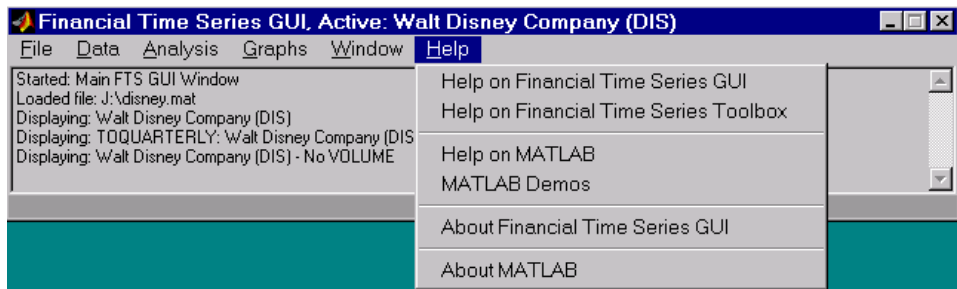 Financial Time Series GUI, Active: Walt Disney Company (DIS)
File Data Analysis Graphs Window Help
Started: Main FTS GUI Window
Loaded file: J:\disney.mat
Displaying: Walt Disney Company (DIS)
Displaying: TOQUARTERLY: Walt Disney Company (DIS
Displaying: Walt Disney Company (DIS) - No VOLUME
Help on Financial Time Series GUI
Help on Financial Time Series Toolbox
Help on MATLAB
MATLAB Demos
About Financial Time Series GUI
About MATLAB